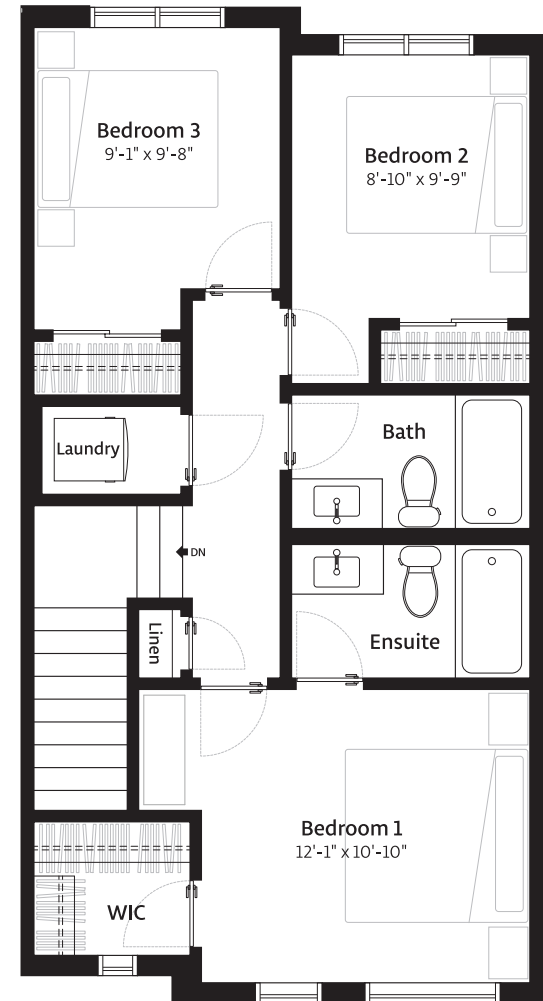 Bedroom 3
9'-1" x 9'-8"
Bedroom 2
8'-10" x 9'-9"
Bath
Laundry
DN
Linen
Ensuite
Bedroom 1
12'-1" x 10'-10"
WIC